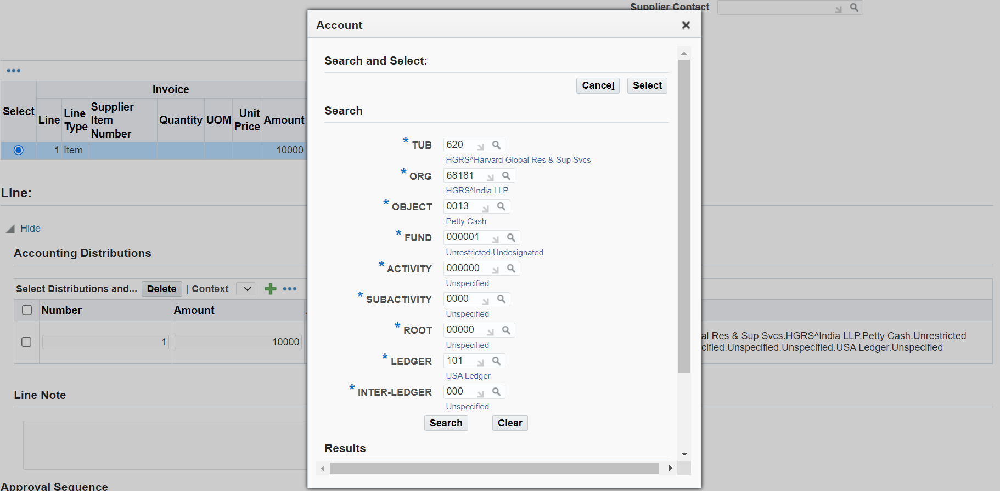 Supplier Contact
Account
Search and Select:
Cancel Select
Search
* TUB 620
HGRS^Harvard Global Res & Sup Svcs
* ORG 68181
HGRS^India LLP
* OBJECT 0013
Petty Cash
* FUND 000001
Unrestricted Undesignated
* ACTIVITY 000000
Unspecified
* SUBACTIVITY 0000
Unspecified
* ROOT 00000
Unspecified
* LEDGER 101
USA Ledger
* INTER-LEDGER 000
Unspecified
Search Clear
Results
Invoice
Select Line Line Type Supplier Item Number Quantity UOM Unit Price Amount
1 Item 10000
Line:
Hide
Accounting Distributions
Select Distributions and... Delete | Context
Number Amount
1 10000
al Res & Sup Svcs.HGRS^India LLP.Petty Cash.Unrestricted
cified.Unspecified.Unspecified.USA Ledger.Unspecified
Line Note
Approval Sequence